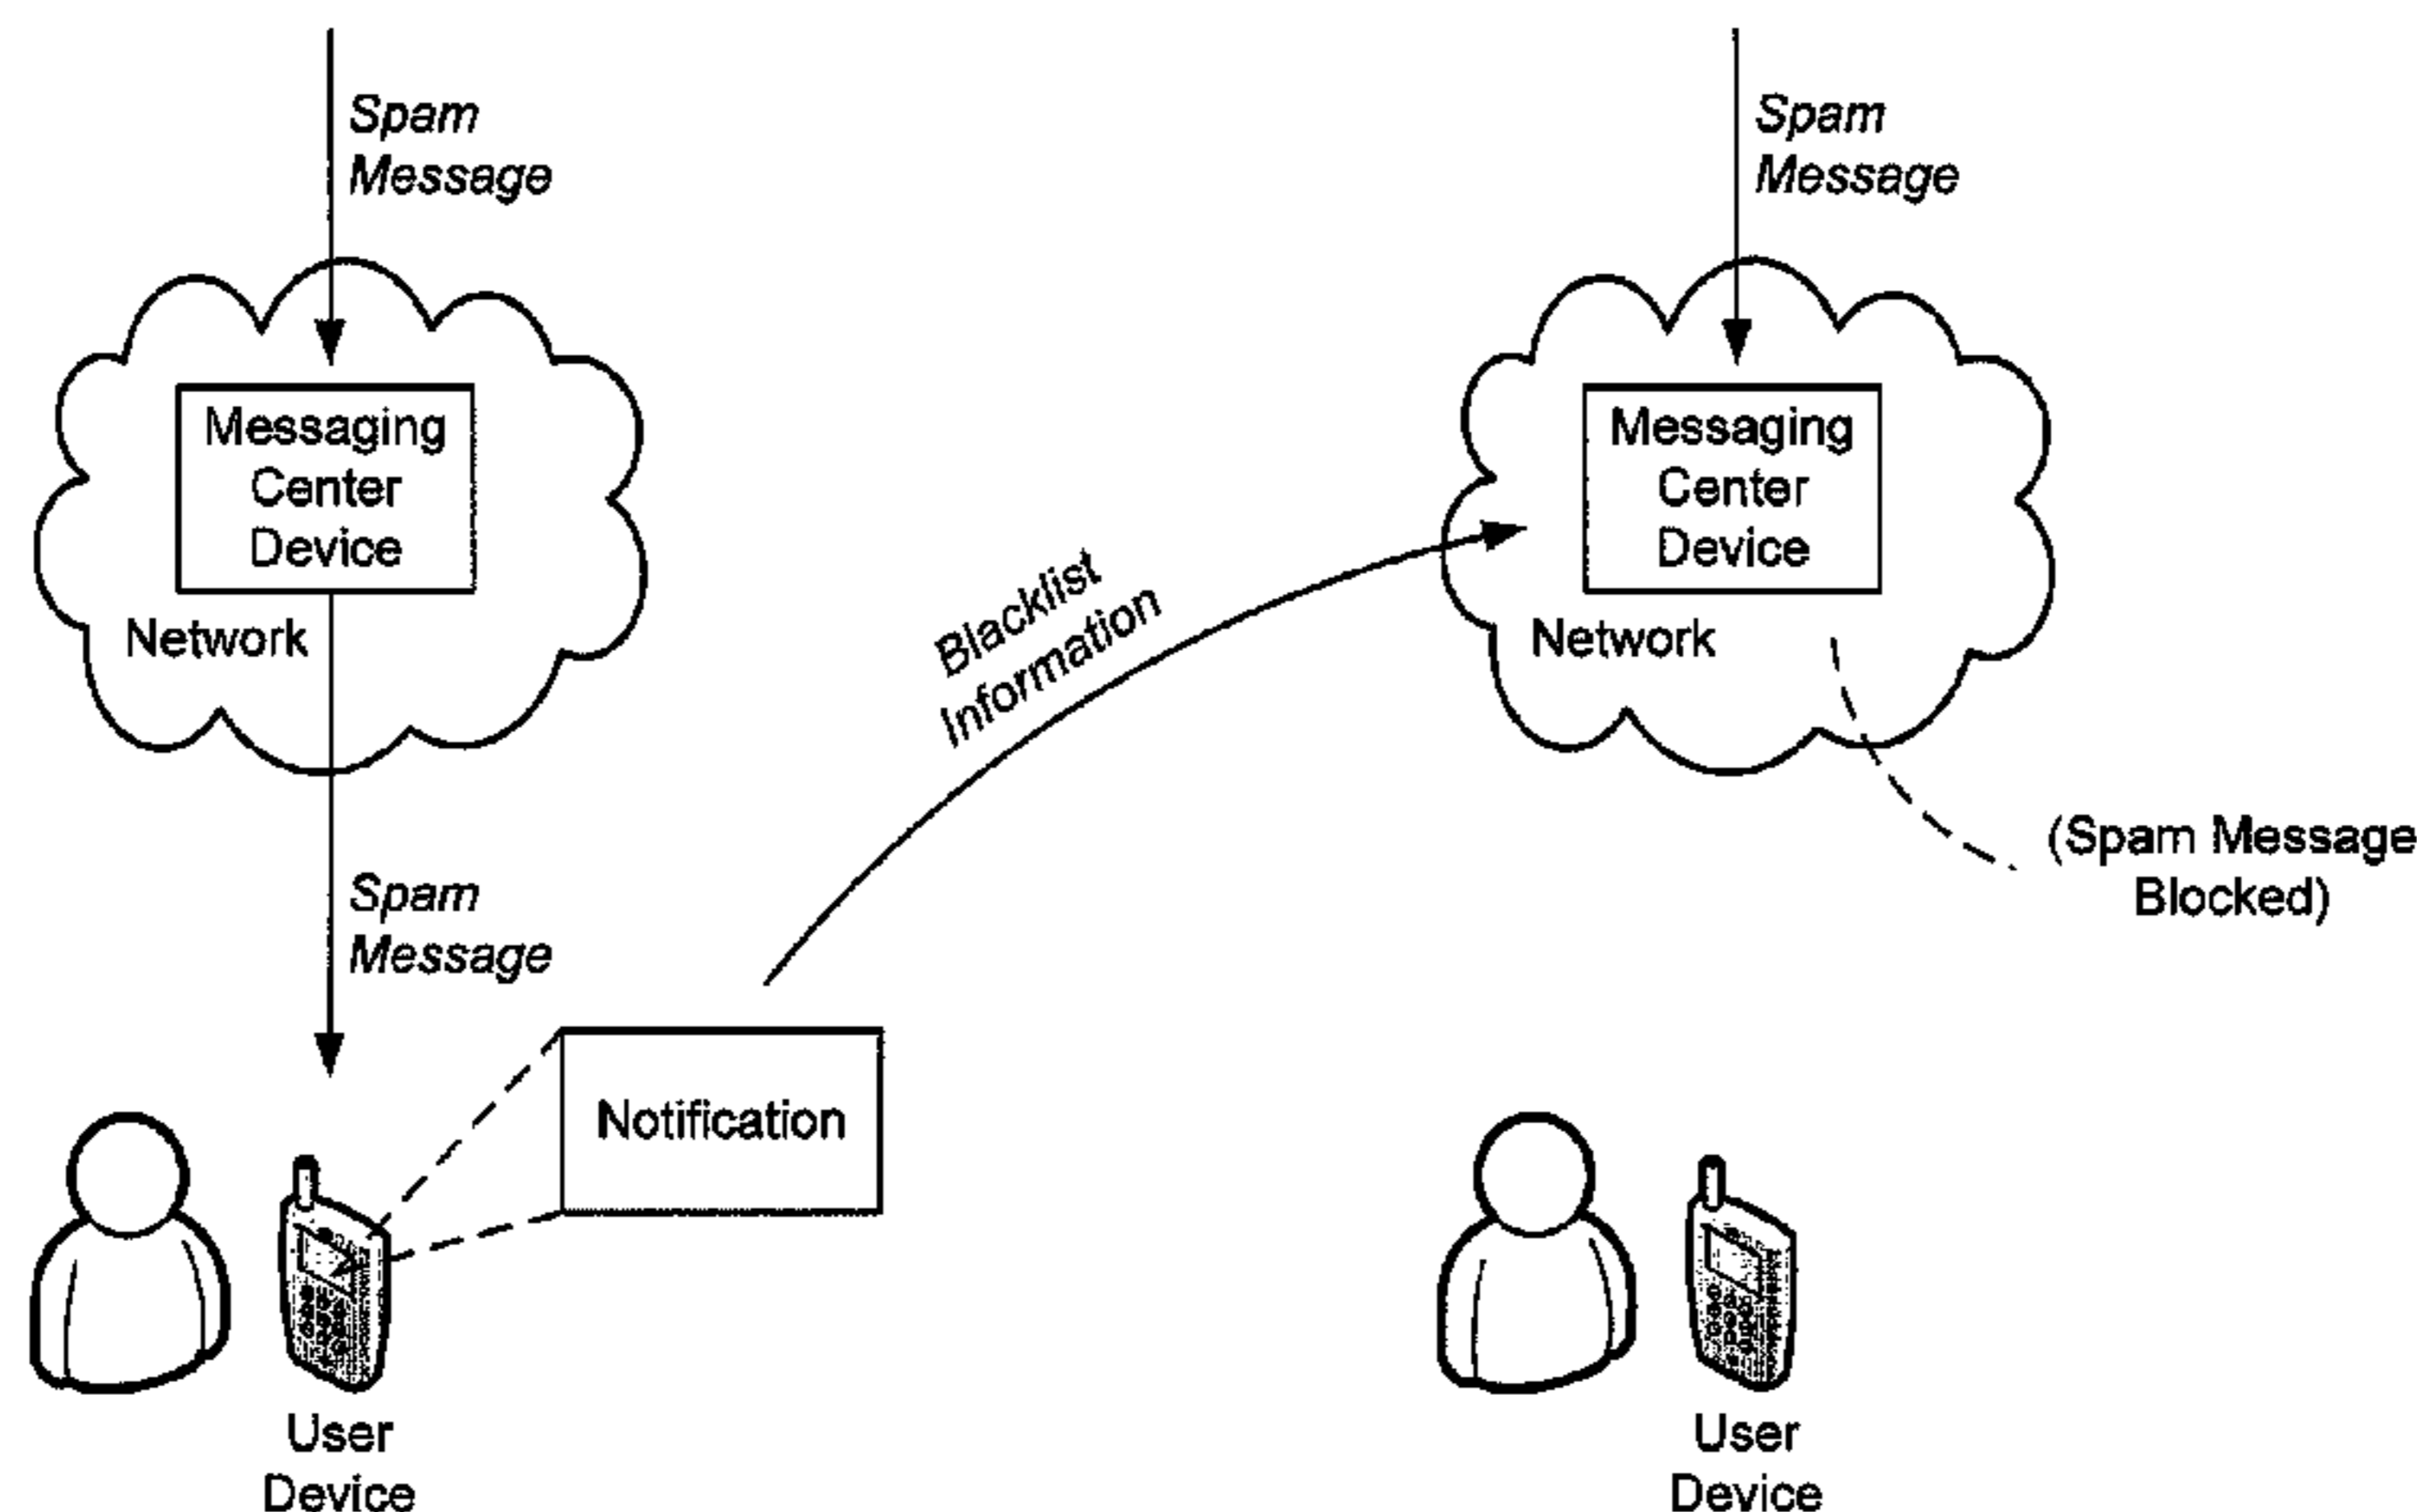 Spam
Message
Messaging
Center
Device
Network
Spam
Message
Notification
User
Device
Blacklist
Information
Spam
Message
Messaging
Center
Device
Network
(Spam Message
Blocked)
User
Device